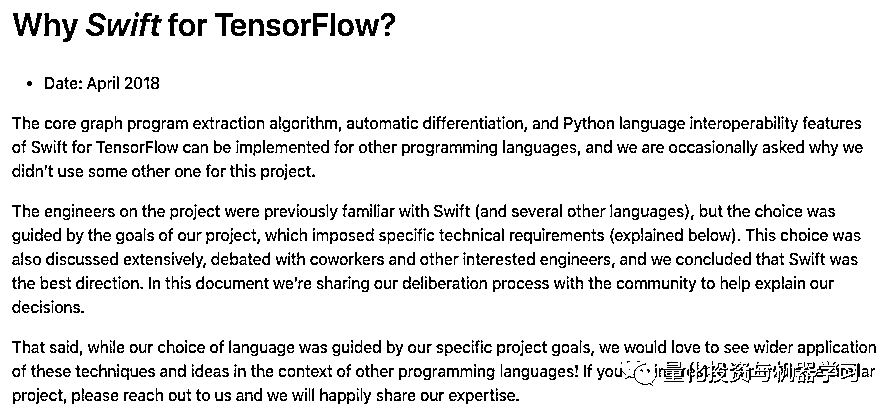 Why Swift for TensorFlow?
• Date: April 2018
The core graph program extraction algorithm, automatic differentiation, and Python language interoperability features
of Swift for TensorFlow can be implemented for other programming languages, and we are occasionally asked why we
didn't use some other one for this project.
The engineers on the project were previously familiar with Swift (and several other languages), but the choice was
guided by the goals of our project, which imposed specific technical requirements (explained below). This choice was
also discussed extensively, debated with coworkers and other interested engineers, and we concluded that Swift was
the best direction. In this document we're sharing our deliberation process with the community to help explain our
decisions.
That said, while our choice of language was guided by our specific project goals, we would love to see wider application
of these techniques and ideas in the context of other programming languages! If you 量化投资与机器学习
project, please reach out to us and we will happily share our expertise.